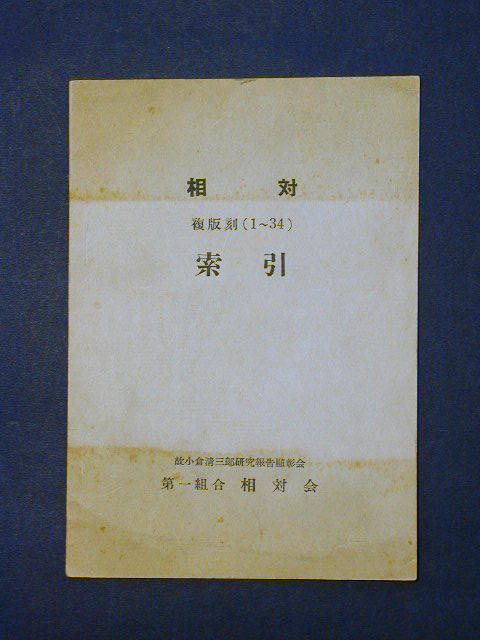 相対
複版刻(1~34)
索引
故小倉清三郎研究報告顕彰会
第一組合 相対会